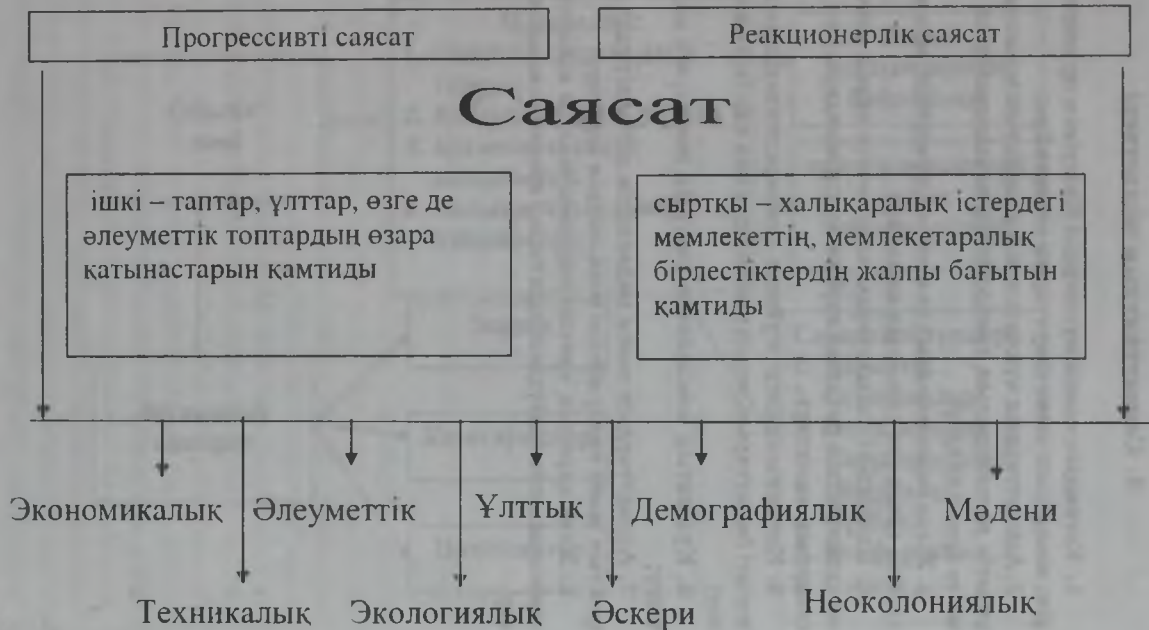 Прогрессивті саясат
Реакционерлік саясат
Саясат
ішкі – таптар, ұлттар, өзге де
әлеуметтік топтардың өзара
қатынастарын қамтиды
сыртқы – халықаралық істердегі
мемлекеттің, мемлекетаралық
бірлестіктердің жалпы бағытын
қамтиды
Экономикалық
Әлеуметтік
Ұлттық
Демографиялық
Мәдени
Техникалық
Экологиялық
Әскери
Неоколониялық